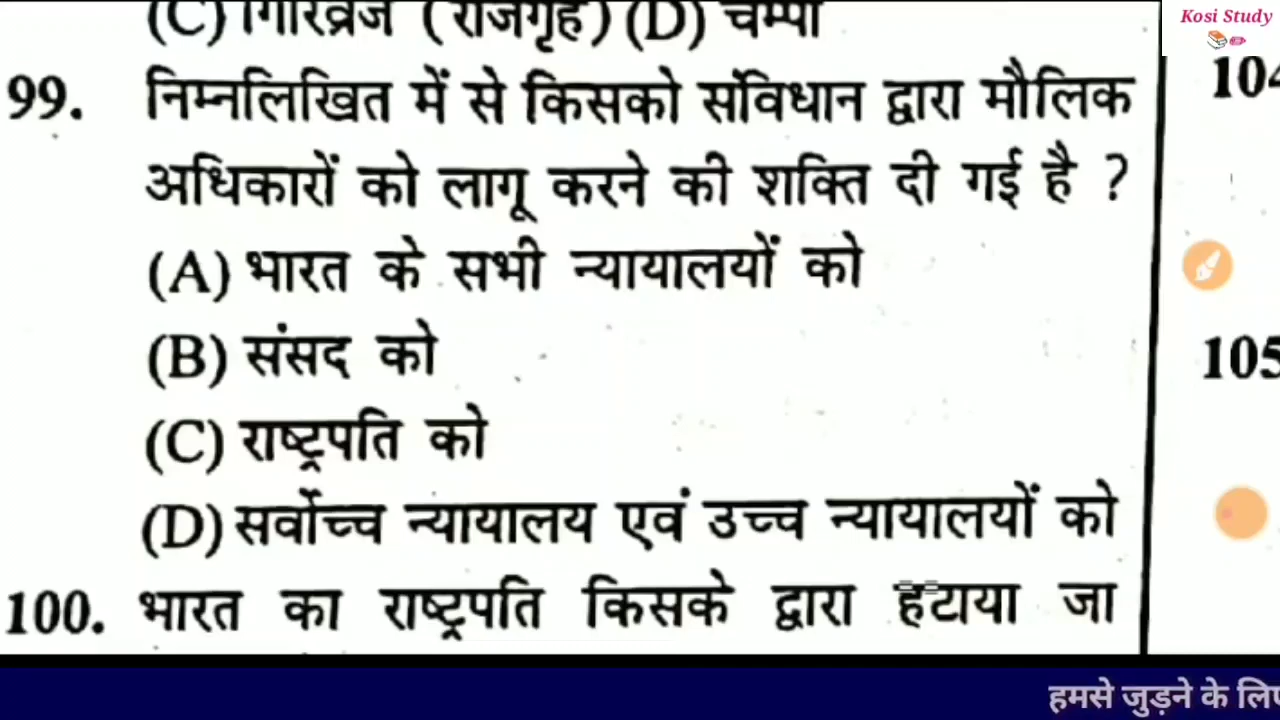 (C) गिरिव्रज (राजगृह) (D) चम्पा
Kosi Study
99. निम्नलिखित में से किसको संविधान द्वारा मौलिक
104
अधिकारों को लागू करने की शक्ति दी गई है ?
(A) भारत के सभी न्यायालयों को
(B) संसद को
105
(C) राष्ट्रपति को
(D) सर्वोच्च न्यायालय एवं उच्च न्यायालयों को
100. भारत का राष्ट्रपति किसके द्वारा हटाया जा
हमसे जुड़ने के लिए